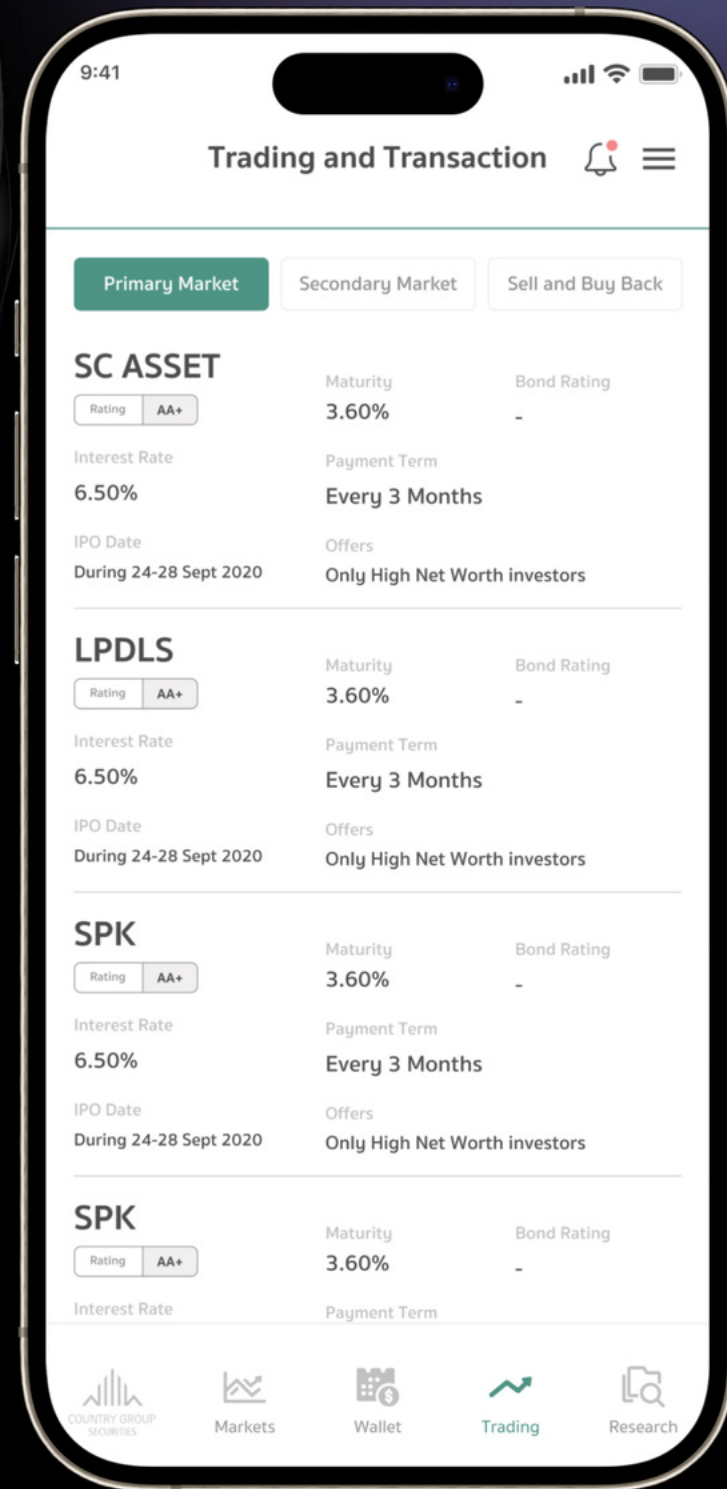 9:41
Trading and Transaction
Primary Market Secondary Market Sell and Buy Back
SC ASSET
Maturity Bond Rating
Rating AA+ 3.60% -
Interest Rate Payment Term
6.50% Every 3 Months
IPO Date Offers
During 24-28 Sept 2020 Only High Net Worth investors
LPDLS
Maturity Bond Rating
Rating AA+ 3.60% -
Interest Rate Payment Term
6.50% Every 3 Months
IPO Date Offers
During 24-28 Sept 2020 Only High Net Worth investors
SPK
Maturity Bond Rating
Rating AA+ 3.60% -
Interest Rate Payment Term
6.50% Every 3 Months
IPO Date Offers
During 24-28 Sept 2020 Only High Net Worth investors
SPK
Maturity Bond Rating
Rating AA+ 3.60% -
Interest Rate Payment Term
COUNTRY GROUP
SECURITIES
Markets Wallet Trading Research